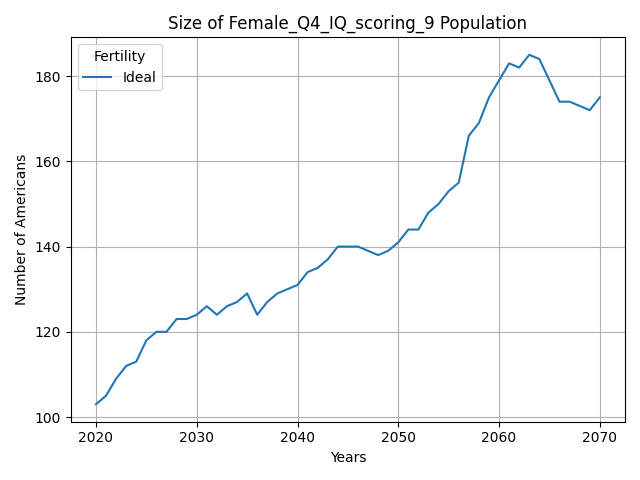 Size of Female_Q4_IQ_scoring_9 Population
Fertility
Ideal
Number of Americans
180
160
140
120
100
2020 2030 2040 2050 2060 2070
Years